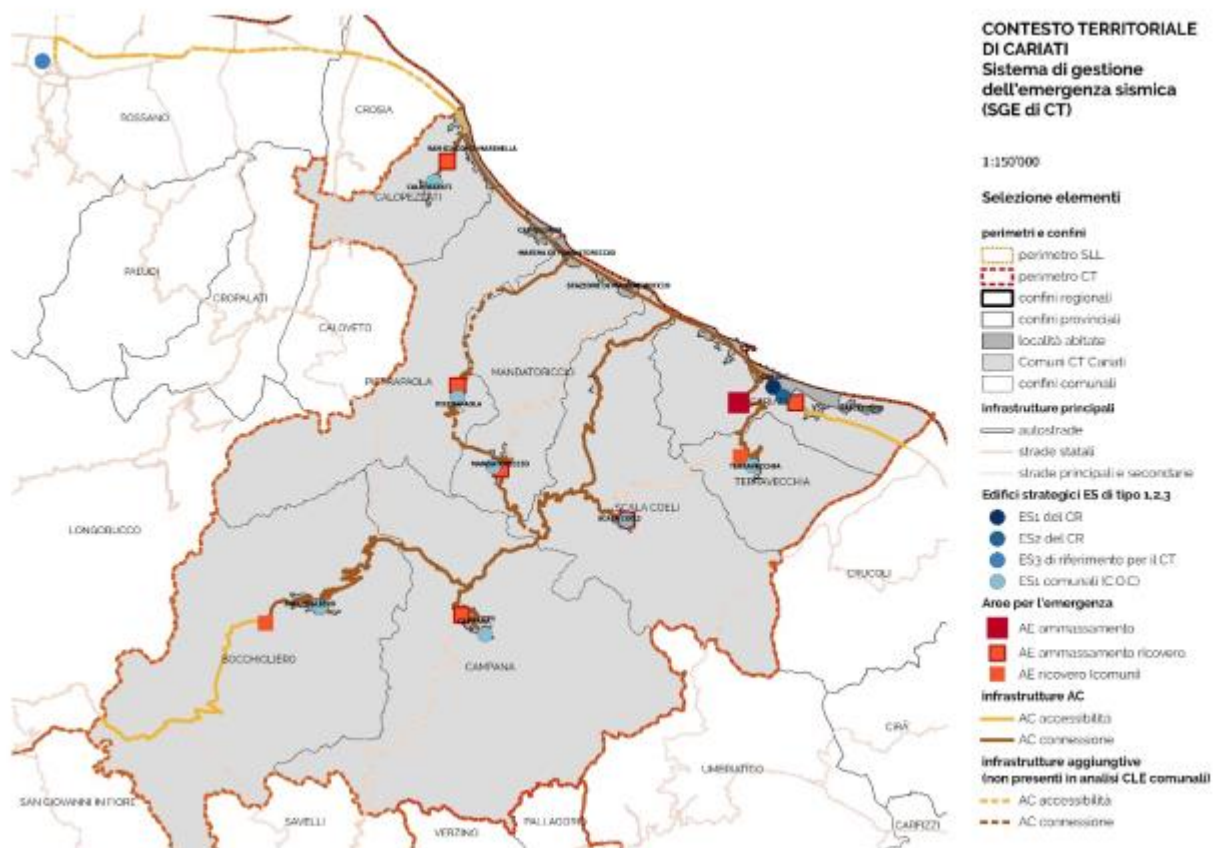 CONTESTO TERRITORIALE
DI CARIATI
Sistema di gestione
dell'emergenza sismica
(SGE di CT)
1:150'000
Selezione elementi
perimetri e confini
perimetro SLL
perimetro CT
confini regionali
confini provinciali
località abitate
Comuni CT Cariati
confini comunali
infrastrutture principali
autostrade
strade statali
strade principali e secondarie
Edifici strategici ES di tipo 1,2,3
ES1 del CR
ES2 del CR
ES3 di riferimento per il CT
ES1 comunali (C.O.C)
Aree per l'emergenza
AE ammassamento
AE ammassamento ricovero
AE ricovero (comuni)
infrastrutture AC
AC accessibilità
AC connessione
infrastrutture aggiungtive
(non presenti in analisi CLE comunali)
AC accessibilità
AC connessione
ROSSANO
CROSIA
CALOPEZZATI
PALUDI
CROPALATI
CALOVETO
PIETRAPAOLA
MANDATORICCIO
TERRAVECCHIA
TERRAVECCHIA
SCALA COELI
LONGOBUCCO
CRUCOLI
BOCCHIGLIERO
CAMPANA
CIRÃ
UMBRIATICO
SAN GIOVANNI IN FIORE
SAVELLI
VERZINO
PALLAGORIO
CARFIZZI